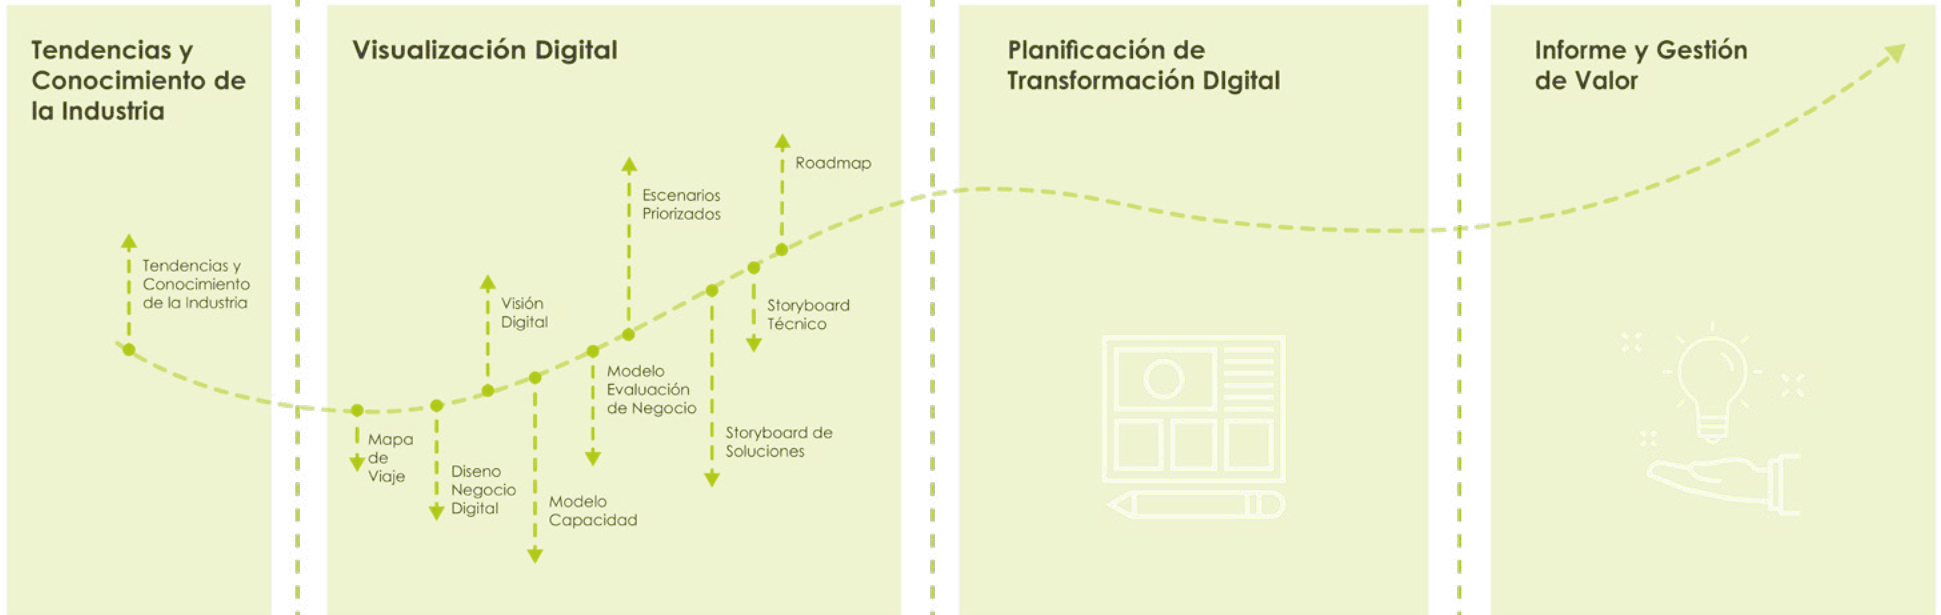 Tendencias y
Conocimiento de
la Industria
Visualización Digital
Planificación de
Transformación DIgital
Informe y Gestión
de Valor
Tendencias y
Conocimiento
de la Industria
Mapa
de
Viaje
Diseno
Negocio
Digital
Visión
Digital
Modelo
Capacidad
Modelo
Evaluación
de Negocio
Escenarios
Priorizados
Storyboard de
Soluciones
Storyboard
Técnico
Roadmap